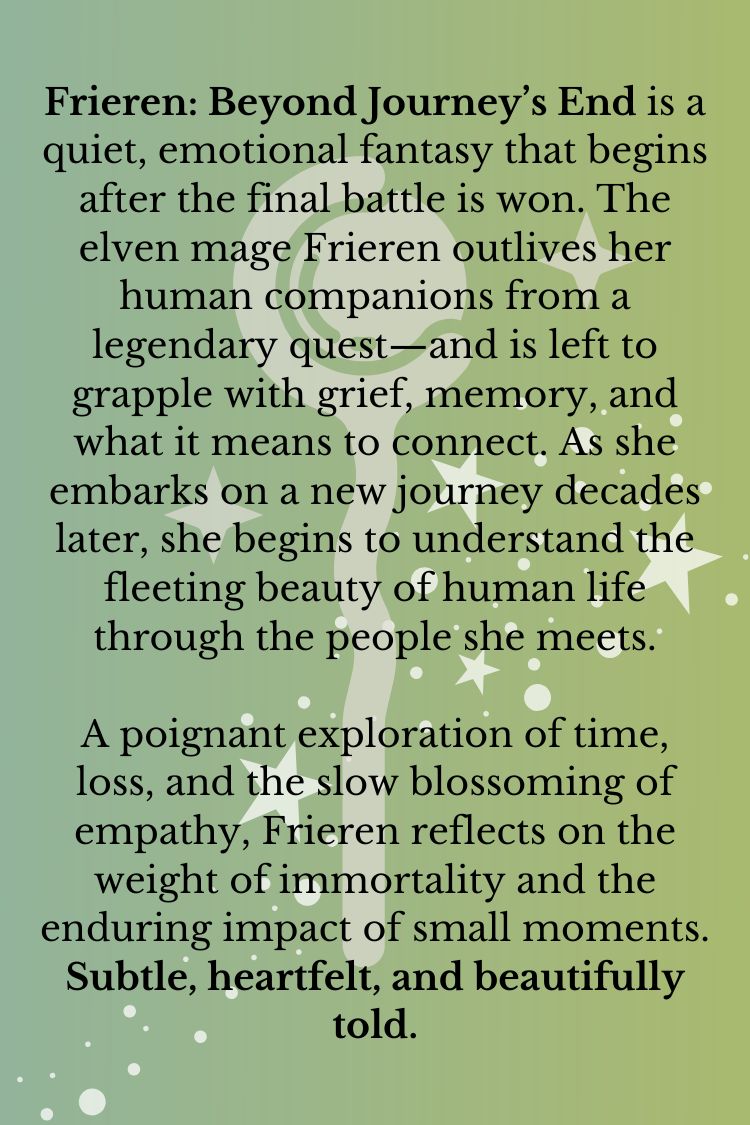 Frieren: Beyond Journey’s End is a
quiet, emotional fantasy that begins
after the final battle is won. The
elven mage Frieren outlives her
human companions from a
legendary quest—and is left to
grapple with grief, memory, and
what it means to connect. As she
embarks on a new journey decades
later, she begins to understand the
fleeting beauty of human life
through the people she meets.
A poignant exploration of time,
loss, and the slow blossoming of
empathy, Frieren reflects on the
weight of immortality and the
enduring impact of small moments.
Subtle, heartfelt, and beautifully
told.